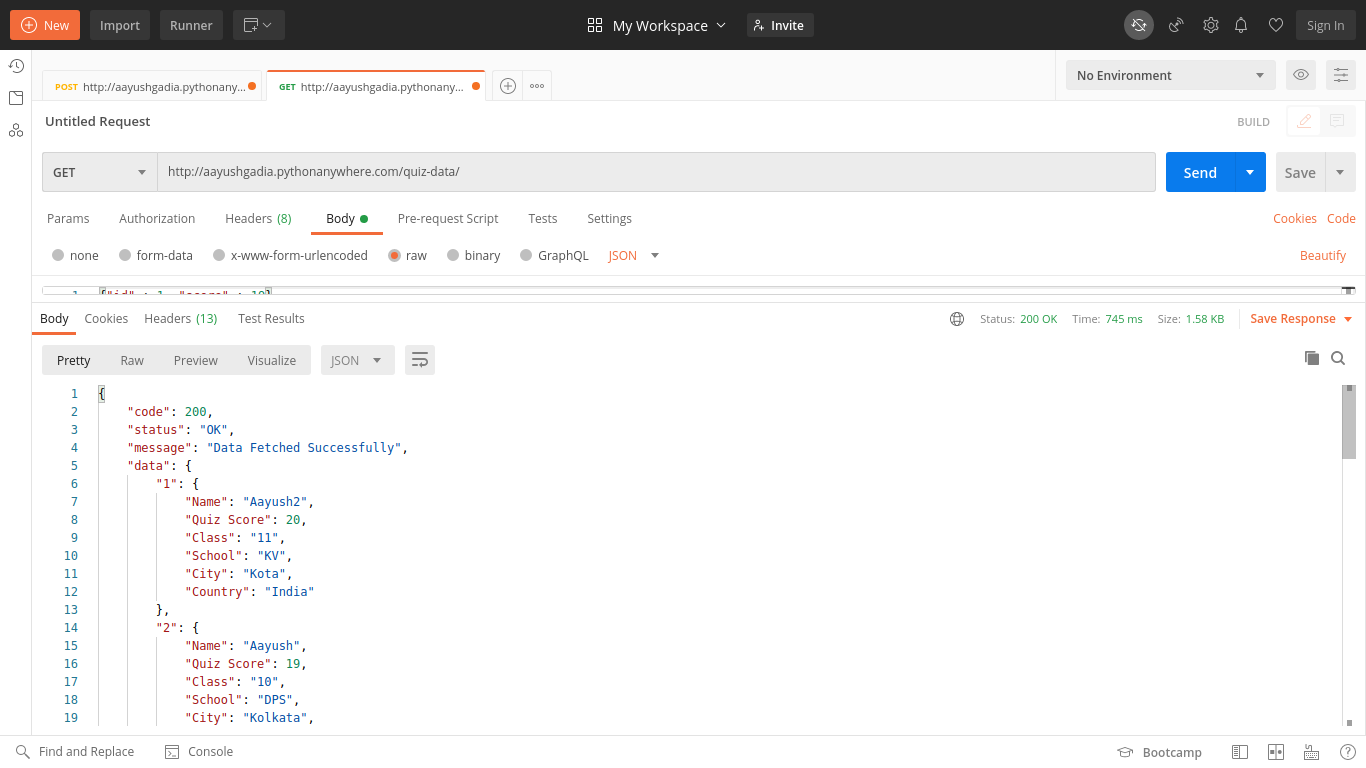 New Import Runner My Workspace Invite Sign In
POST http://aayushgadia.pythonany... GET http://aayushgadia.pythonany... No Environment
Untitled Request BUILD
GET http://aayushgadia.pythonanywhere.com/quiz-data/ Send Save
Params Authorization Headers (8) Body Pre-request Script Tests Settings Cookies Code
none form-data x-www-form-urlencoded raw binary GraphQL JSON Beautify
Body Cookies Headers (13) Test Results Status: 200 OK Time: 745 ms Size: 1.58 KB Save Response
Pretty Raw Preview Visualize JSON
1 {
2 "code": 200,
3 "status": "OK",
4 "message": "Data Fetched Successfully",
5 "data": {
6 "1": {
7 "Name": "Aayush2",
8 "Quiz Score": 20,
9 "Class": "11",
10 "School": "KV",
11 "City": "Kota",
12 "Country": "India"
13 },
14 "2": {
15 "Name": "Aayush",
16 "Quiz Score": 19,
17 "Class": "10",
18 "School": "DPS",
19 "City": "Kolkata",
Find and Replace Console Bootcamp